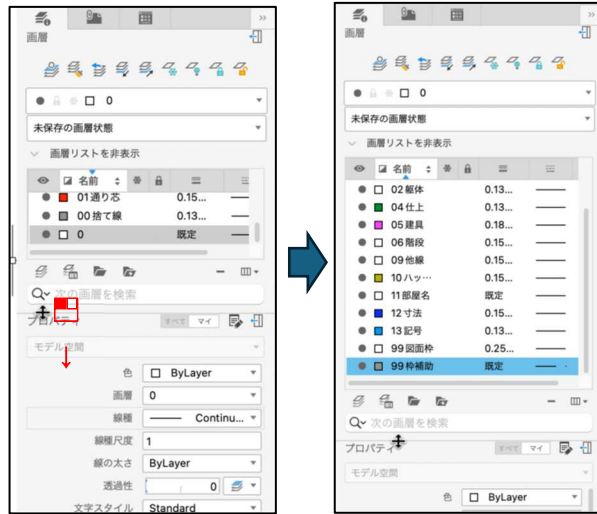 画層
0
未保存の画層状態
画層リストを非表示
名前
01通り芯 0.15...
00捨て線 0.13...
0 既定
次の画層を検索
プロパティ すべて マイ
モデル空間
色 ByLayer
画層 0
線種 Continu...
線種尺度 1
線の太さ ByLayer
透過性 0
文字スタイル Standard
画層
0
未保存の画層状態
画層リストを非表示
名前
02躯体 0.13...
04仕上 0.13...
05建具 0.18...
06階段 0.15...
09他線 0.15...
10ハッ… 0.15...
11部屋名 既定
12寸法 0.15...
13記号 0.13...
99図面枠 0.25...
99枠補助 既定
次の画層を検索
プロパティ すべて マイ
モデル空間
色 ByLayer